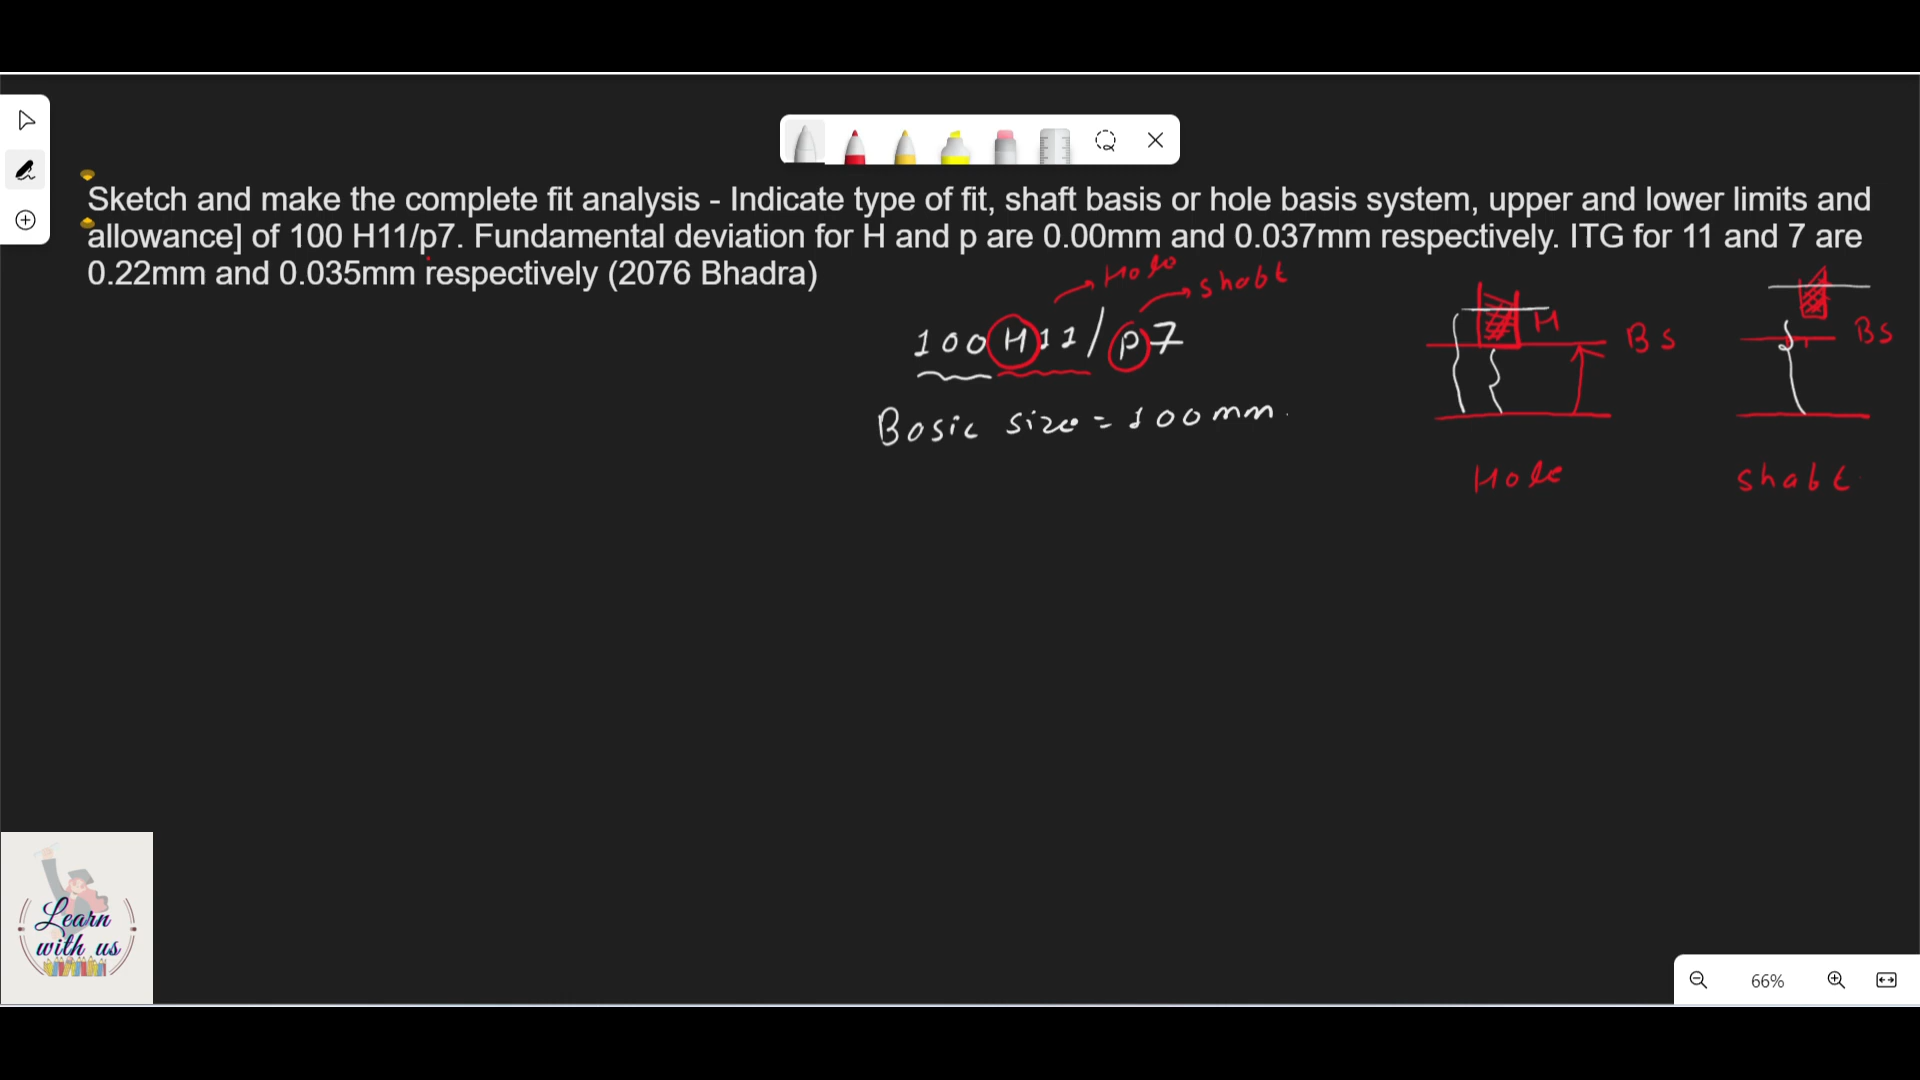 Sketch and make the complete fit analysis - Indicate type of fit, shaft basis or hole basis system, upper and lower limits and
allowance] of 100 H11/p7. Fundamental deviation for H and p are 0.00mm and 0.037mm respectively. ITG for 11 and 7 are
0.22mm and 0.035mm respectively (2076 Bhadra)
Hole
shabt
100 H11/p7
H
BS
BS
Basic size = 100 mm.
Hole
shabt
Learn
with us
66%